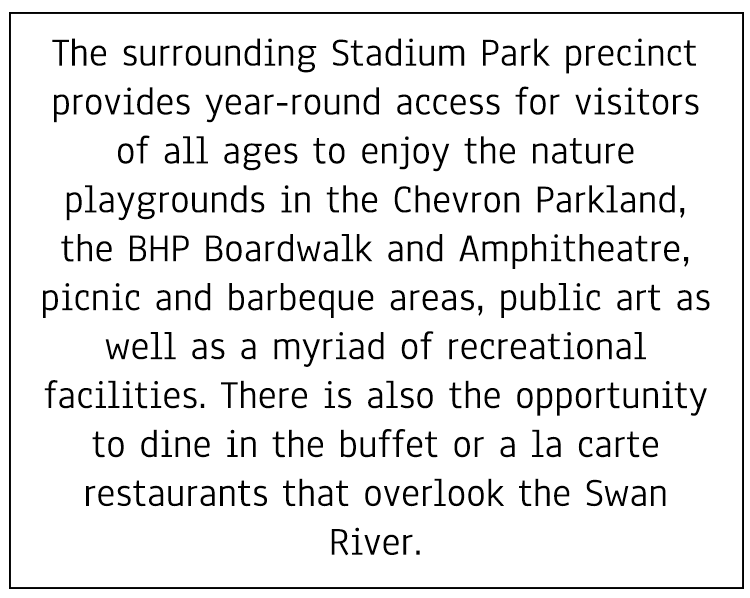 The surrounding Stadium Park precinct
provides year-round access for visitors
of all ages to enjoy the nature
playgrounds in the Chevron Parkland,
the BHP Boardwalk and Amphitheatre,
picnic and barbeque areas, public art as
well as a myriad of recreational
facilities. There is also the opportunity
to dine in the buffet or a la carte
restaurants that overlook the Swan
River.